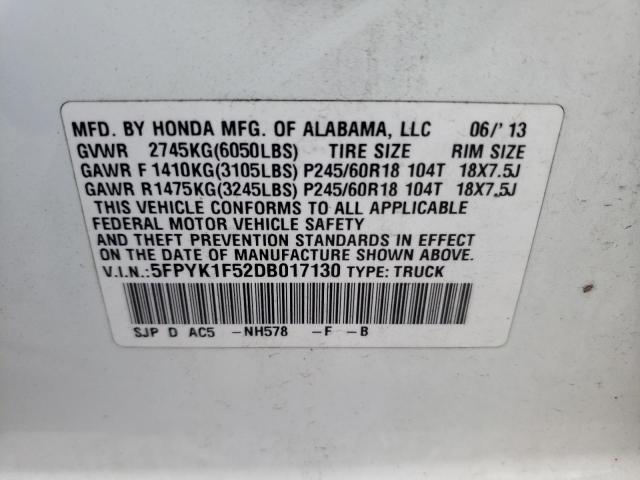 MFD. BY HONDA MFG. OF ALABAMA, LLC 06/'13
GVWR 2745KG(6050LBS) TIRE SIZE RIM SIZE
GAWR F 1410KG(3105LBS) P245/60R18 104T 18X7.5J
GAWR R 1475KG(3245LBS) P245/60R18 104T 18X7.5J
THIS VEHICLE CONFORMS TO ALL APPLICABLE
FEDERAL MOTOR VEHICLE SAFETY
AND THEFT PREVENTION STANDARDS IN EFFECT
ON THE DATE OF MANUFACTURE SHOWN ABOVE.
V.I.N.:5FPYK1F52DB017130 TYPE: TRUCK
SJP D AC5 -NH578 -F -B